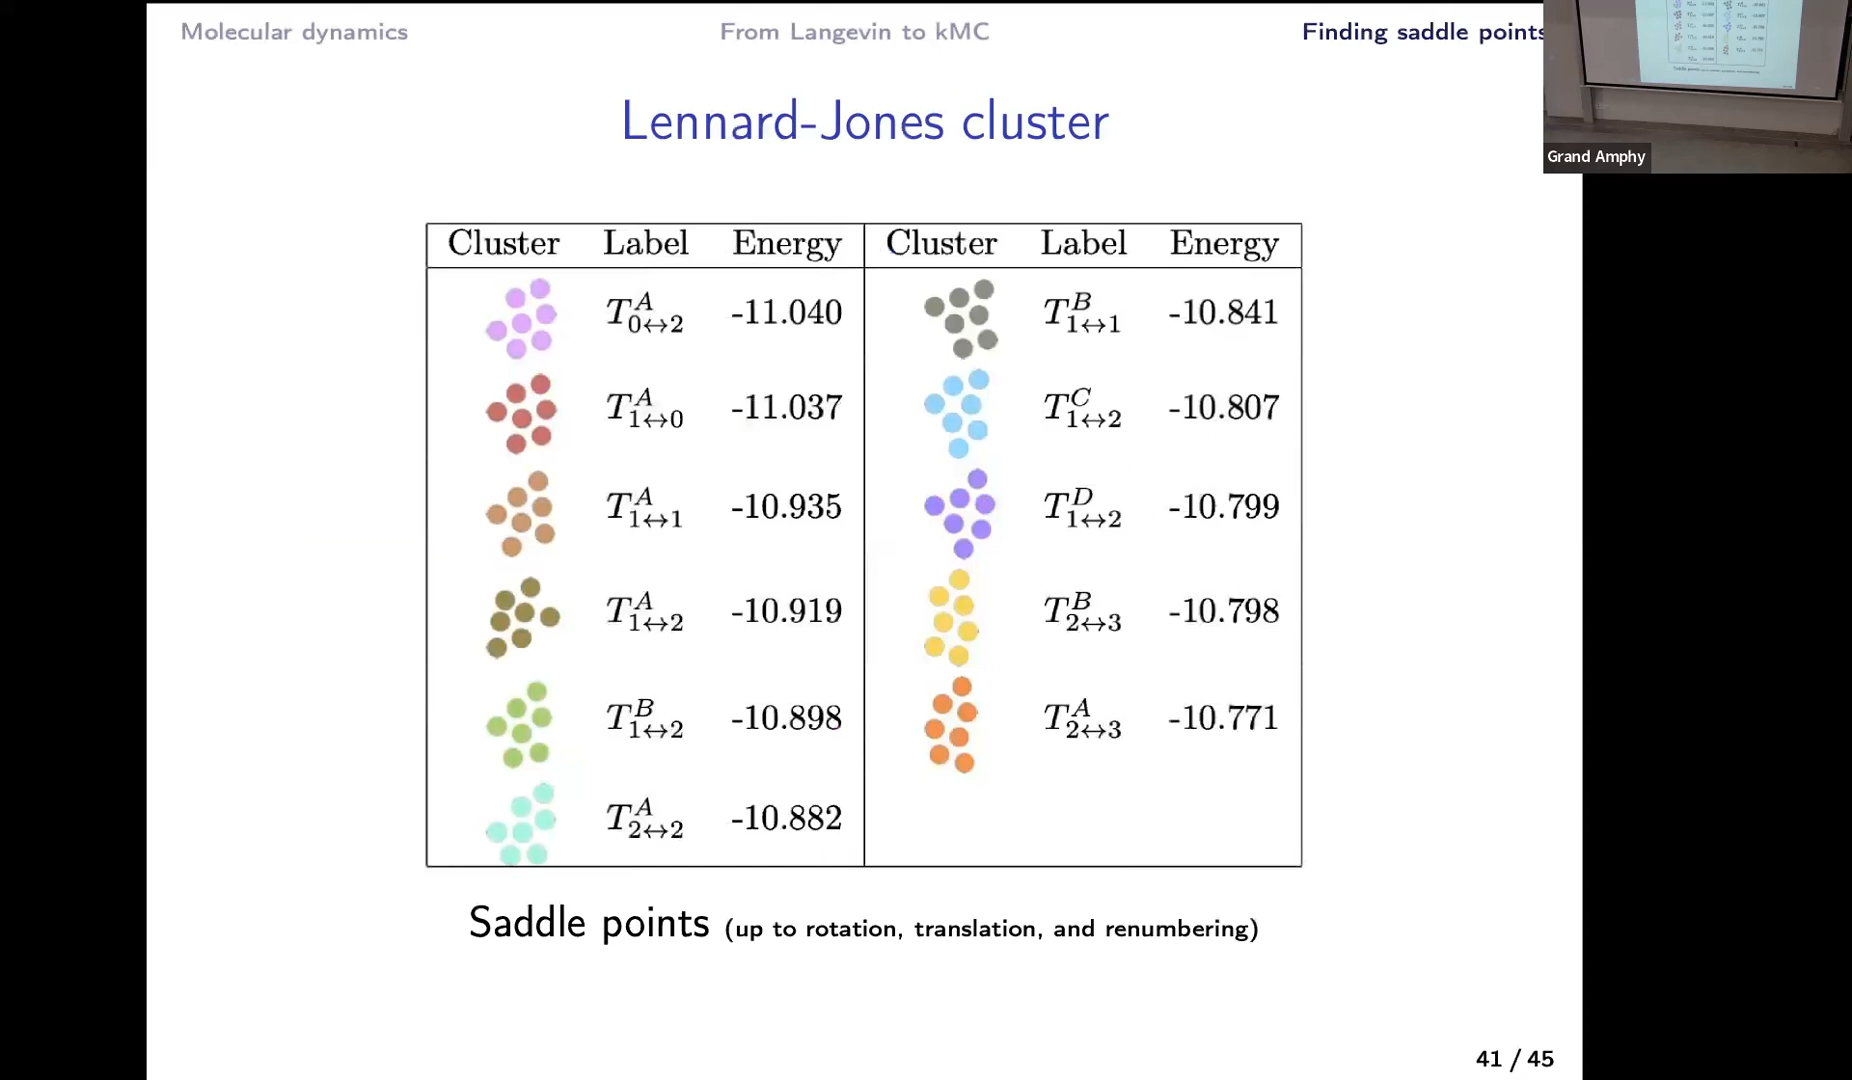 Molecular dynamics From Langevin to kMC Finding saddle points
Grand Amphy
Lennard-Jones cluster
Cluster Label Energy Cluster Label Energy
T^A_{0↔2} -11.040 T^B_{1↔1} -10.841
T^A_{1↔0} -11.037 T^C_{1↔2} -10.807
T^A_{1↔1} -10.935 T^D_{1↔2} -10.799
T^A_{1↔2} -10.919 T^B_{2↔3} -10.798
T^B_{1↔2} -10.898 T^A_{2↔3} -10.771
T^A_{2↔2} -10.882
Saddle points (up to rotation, translation, and renumbering)
41 / 45